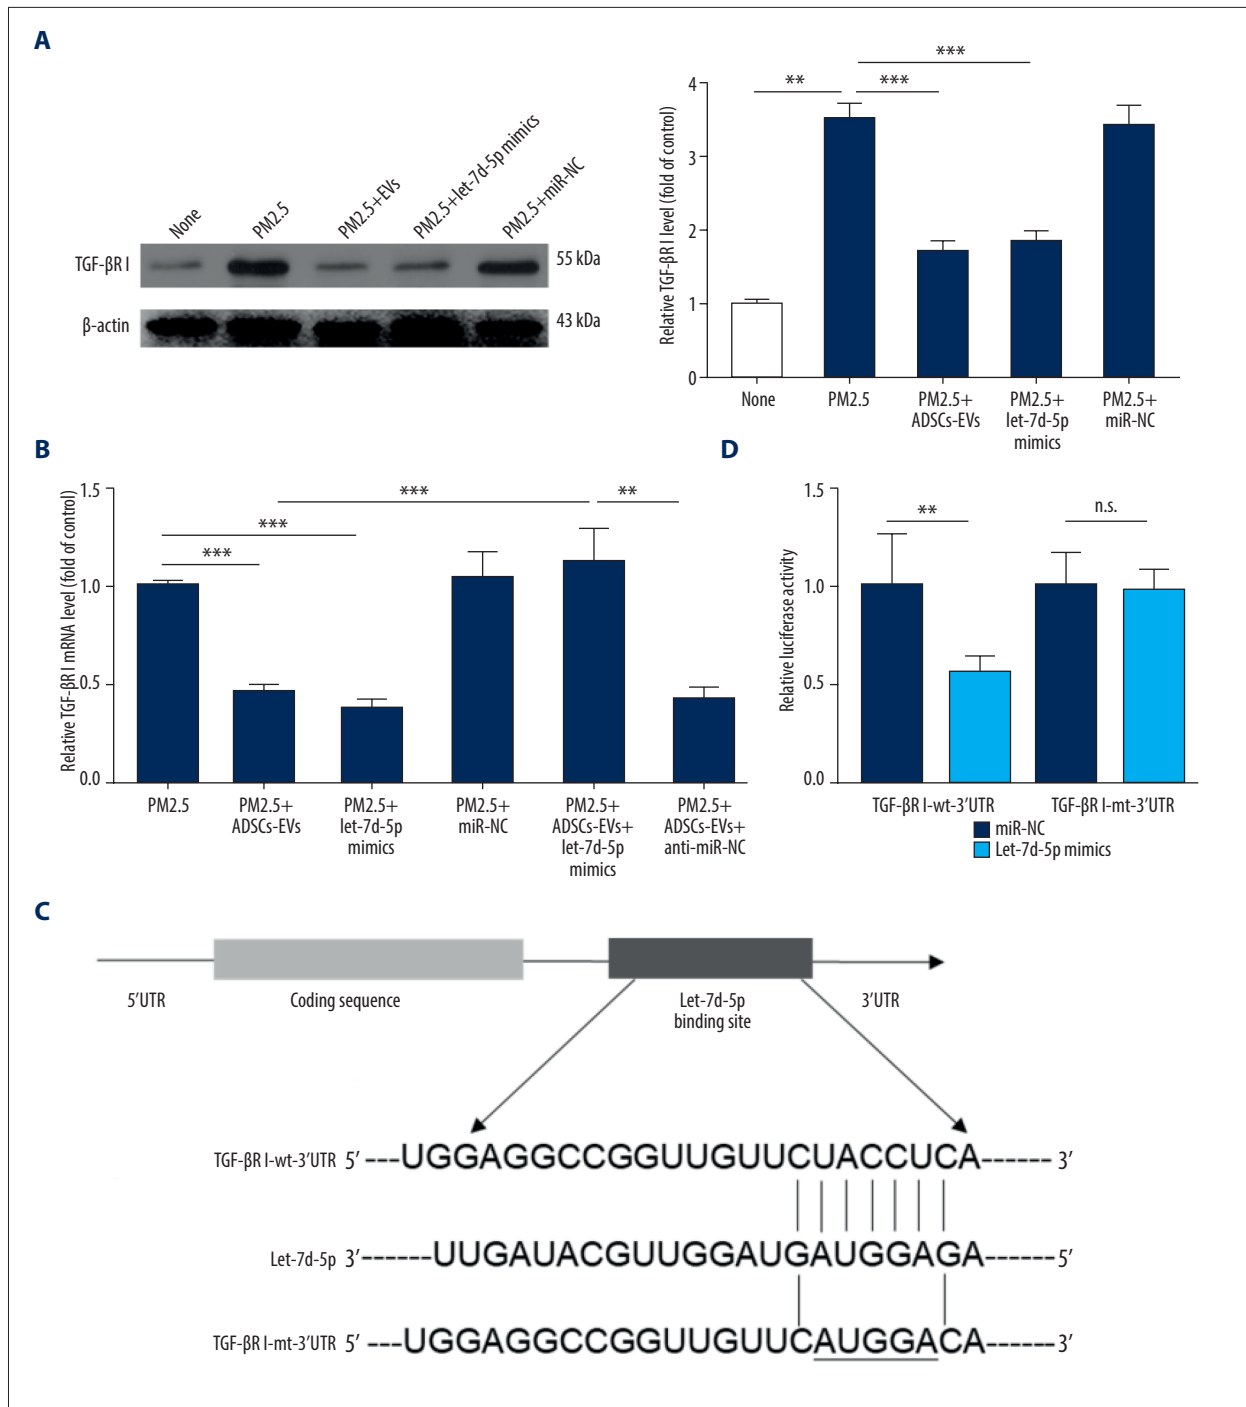 A
None
PM2.5
PM2.5+EVs
PM2.5+let-7d-5p mimics
PM2.5+miR-NC
TGF-βR I
55 kDa
β-actin
43 kDa
Relative TGF-βR I level (fold of control)
4
3
2
1
0
**
***
***
None
PM2.5
PM2.5+
ADSCs-EVs
PM2.5+
let-7d-5p
mimics
PM2.5+
miR-NC
B
Relative TGF-βR I mRNA level (fold of control)
1.5
1.0
0.5
0.0
***
***
***
**
PM2.5
PM2.5+
ADSCs-EVs
PM2.5+
let-7d-5p
mimics
PM2.5+
miR-NC
PM2.5+
ADSCs-EVs+
let-7d-5p
mimics
PM2.5+
ADSCs-EVs+
anti-miR-NC
D
Relative luciferase activity
1.5
1.0
0.5
0.0
**
n.s.
TGF-βR I-wt-3′UTR
TGF-βR I-mt-3′UTR
miR-NC
Let-7d-5p mimics
C
5′UTR
Coding sequence
Let-7d-5p
binding site
3′UTR
TGF-βR I-wt-3′UTR 5′ ---UGGAGGCCGGUUGUUCUACCUCA------ 3′
Let-7d-5p 3′------UUGAUACGUUGGAUGAUGGAGA------ 5′
TGF-βR I-mt-3′UTR 5′ ---UGGAGGCCGGUUGUUCAUGGACA------ 3′